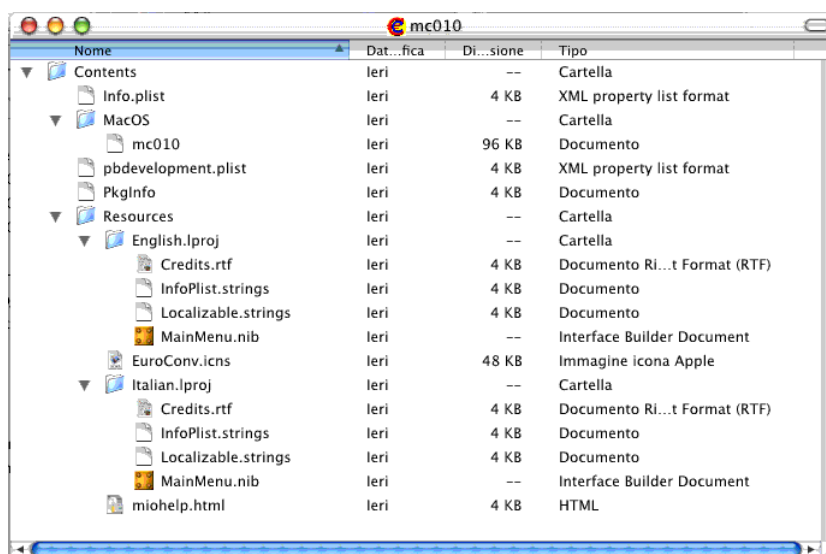 mc010
Nome Dat...fica Di...sione Tipo
Contents Ieri -- Cartella
Info.plist Ieri 4 KB XML property list format
MacOS Ieri -- Cartella
mc010 Ieri 96 KB Documento
pbdevelopment.plist Ieri 4 KB XML property list format
PkgInfo Ieri 4 KB Documento
Resources Ieri -- Cartella
English.lproj Ieri -- Cartella
Credits.rtf Ieri 4 KB Documento Ri...t Format (RTF)
InfoPlist.strings Ieri 4 KB Documento
Localizable.strings Ieri 4 KB Documento
MainMenu.nib Ieri -- Interface Builder Document
EuroConv.icns Ieri 48 KB Immagine icona Apple
Italian.lproj Ieri -- Cartella
Credits.rtf Ieri 4 KB Documento Ri...t Format (RTF)
InfoPlist.strings Ieri 4 KB Documento
Localizable.strings Ieri 4 KB Documento
MainMenu.nib Ieri -- Interface Builder Document
miohelp.html Ieri 4 KB HTML